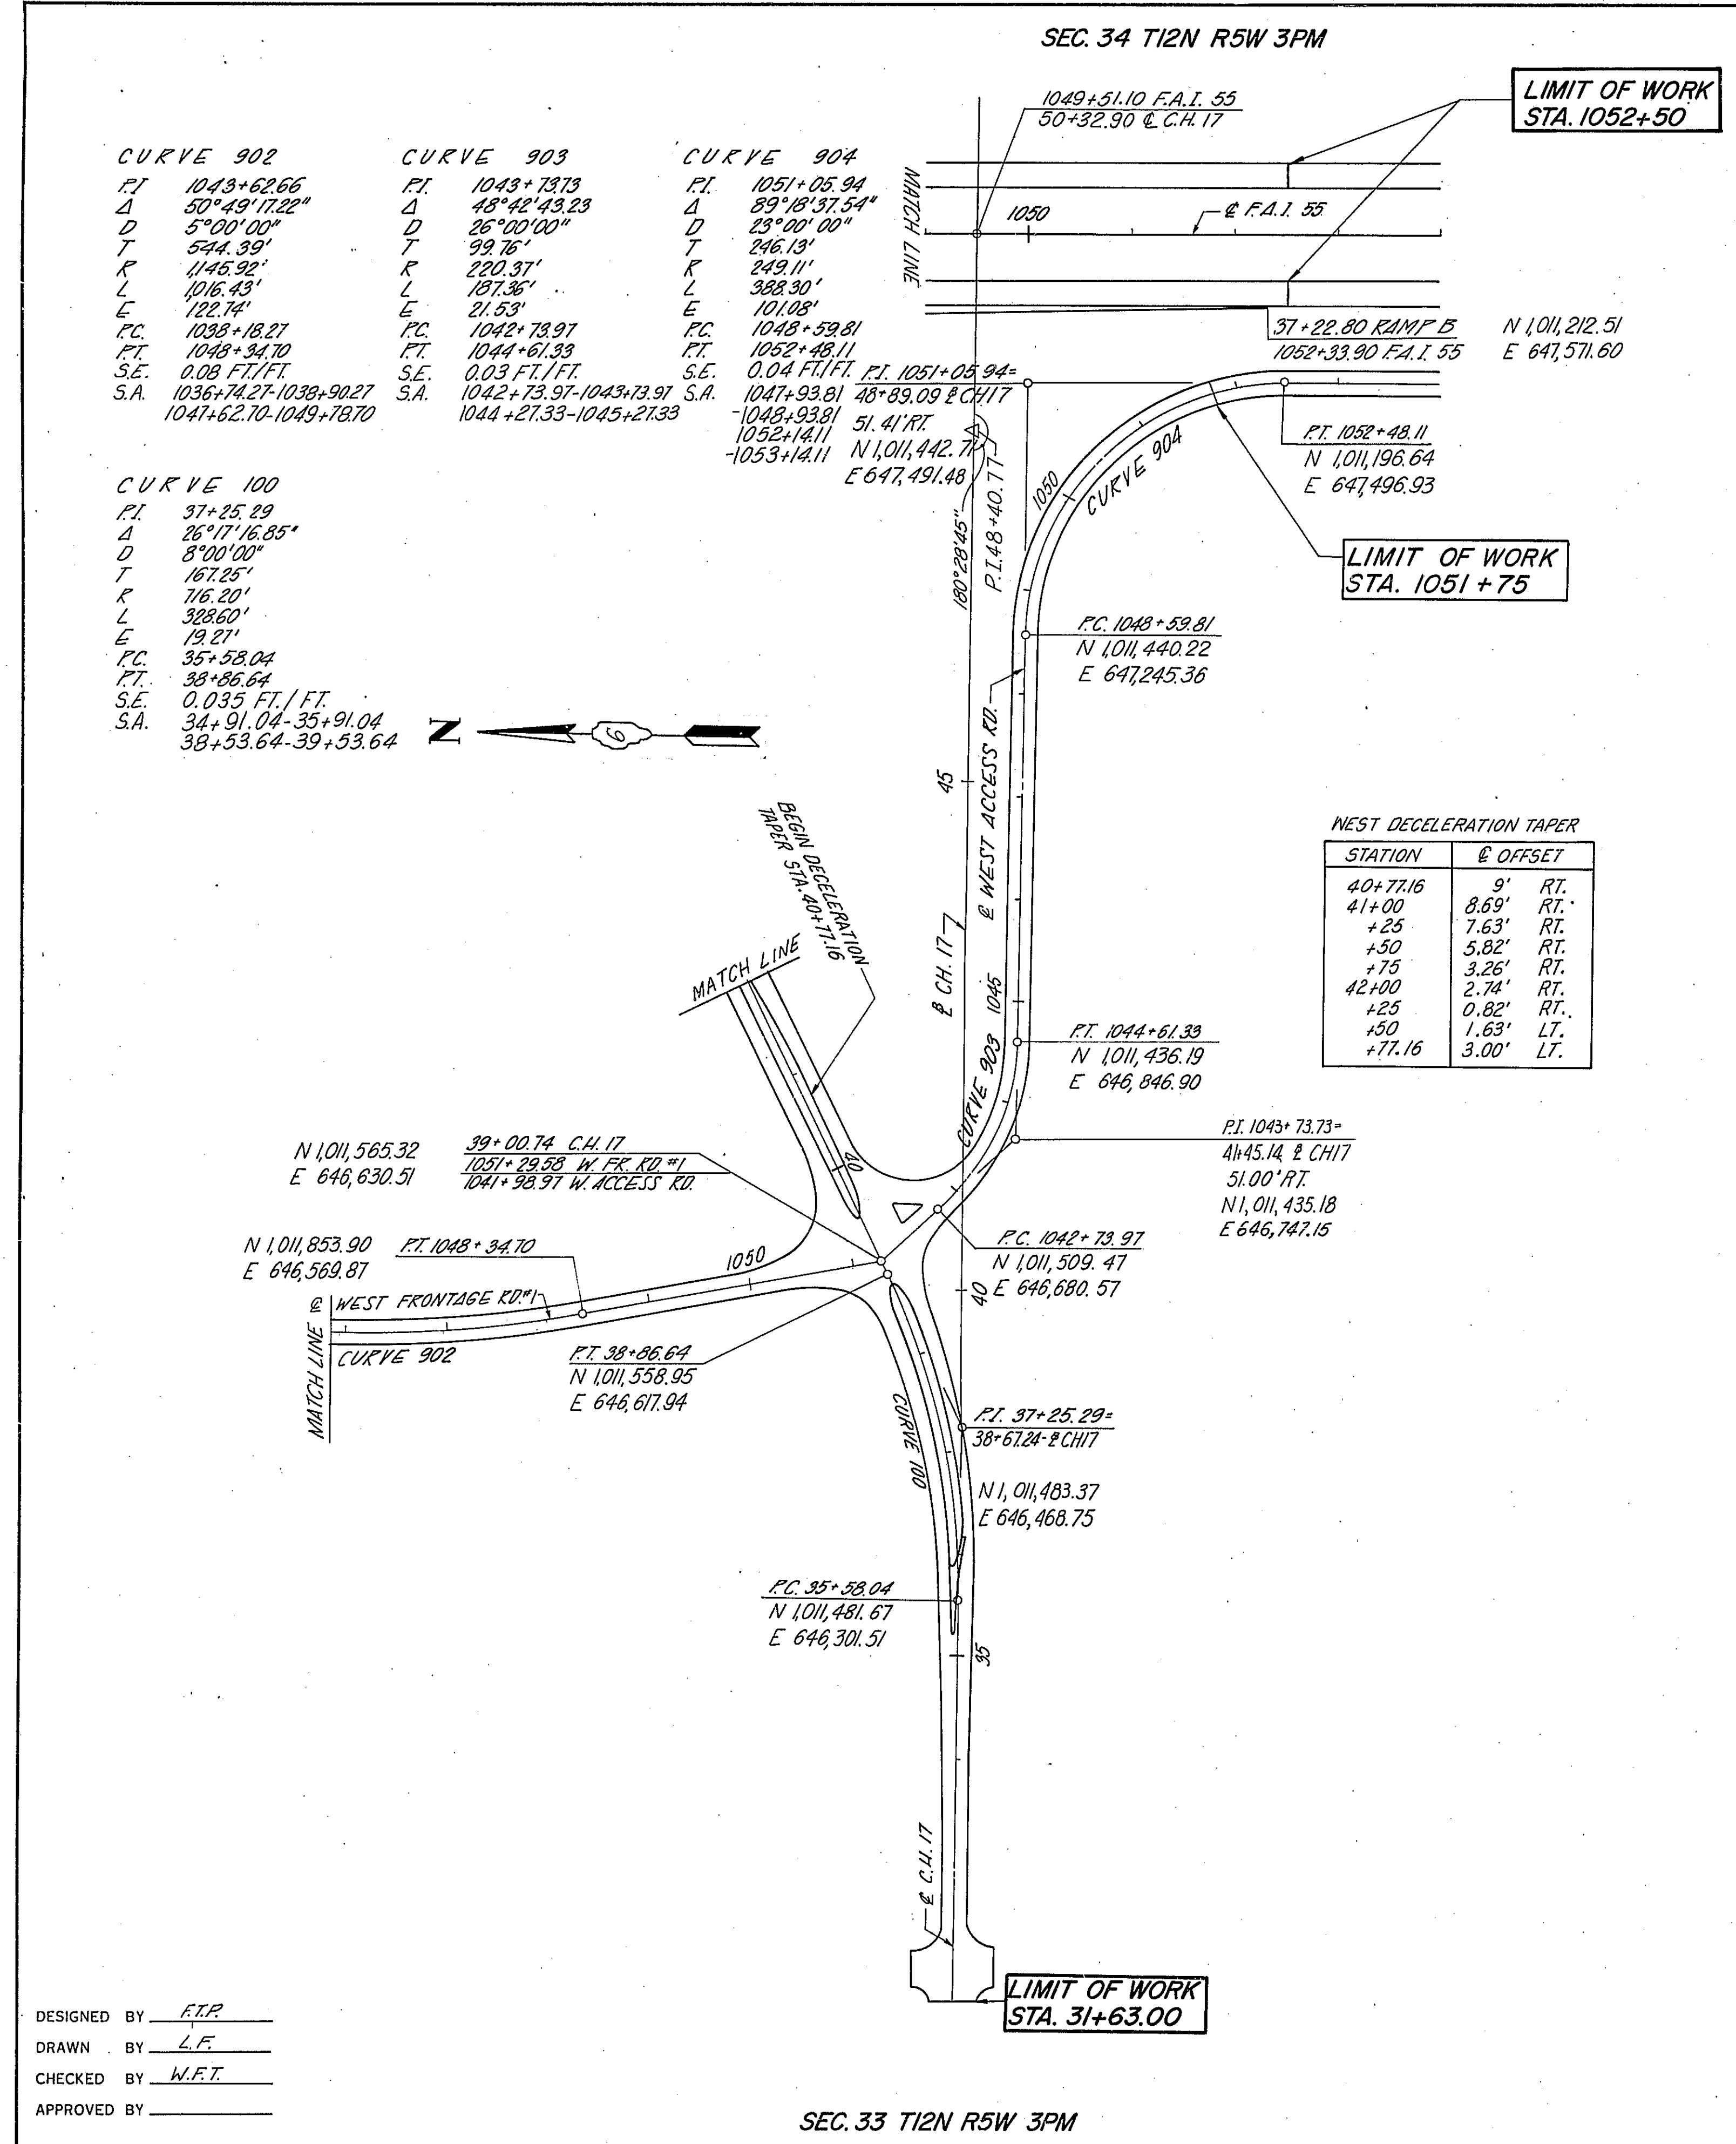 SEC. 34 T12N R5W 3PM
LIMIT OF WORK
STA. 1052+50
1049+51.10 F.A.I. 55
50+32.90 ℄ C.H. 17
CURVE 902
P.I. 1043+62.66
Δ 50°49'17.22"
D 5°00'00"
T 544.39'
R 1,145.92'
L 1,016.43'
E 122.74'
P.C. 1038+18.27
P.T. 1048+34.70
S.E. 0.08 FT./FT.
S.A. 1036+74.27-1038+90.27
1047+62.70-1049+78.70
CURVE 903
P.I. 1043+73.73
Δ 48°42'43.23
D 26°00'00"
T 99.76'
R 220.37'
L 187.36'
E 21.53'
P.C. 1042+73.97
P.T. 1044+61.33
S.E. 0.03 FT./FT.
S.A. 1042+73.97-1043+73.97
1044+27.33-1045+27.33
CURVE 904
P.I. 1051+05.94
Δ 89°18'37.54"
D 23°00'00"
T 246.13'
R 249.11'
L 388.30'
E 101.08'
P.C. 1048+59.81
P.T. 1052+48.11
S.E. 0.04 FT./FT.
S.A. 1047+93.81
-1048+93.81
1052+14.11
-1053+14.11
MATCH LINE
1050
℄ F.A.I. 55
37+22.80 RAMP B
1052+33.90 F.A.I. 55
N 1,011,212.51
E 647,571.60
P.I. 1051+05.94=
48+89.09 ⅊ CH17
51.41' RT.
N 1,011,442.71
E 647,491.48
180°28'45"
P.I. 48+40.77
1050
CURVE 904
P.T. 1052+48.11
N 1,011,196.64
E 647,496.93
LIMIT OF WORK
STA. 1051+75
CURVE 100
P.I. 37+25.29
Δ 26°17'16.85"
D 8°00'00"
T 167.25'
R 716.20'
L 328.60'
E 19.27'
P.C. 35+58.04
P.T. 38+86.64
S.E. 0.035 FT./FT.
S.A. 34+91.04-35+91.04
38+53.64-39+53.64
N
6
P.C. 1048+59.81
N 1,011,440.22
E 647,245.36
45
℄ WEST ACCESS RD.
BEGIN DECELERATION
TAPER STA. 40+77.16
MATCH LINE
⅊ CH. 17
1045
CURVE 903
WEST DECELERATION TAPER
STATION ℄ OFFSET
40+77.16 9' RT.
41+00 8.69' RT.
+25 7.63' RT.
+50 5.82' RT.
+75 3.26' RT.
42+00 2.74' RT.
+25 0.82' RT.
+50 1.63' LT.
+77.16 3.00' LT.
P.T. 1044+61.33
N 1,011,436.19
E 646,846.90
P.I. 1043+73.73=
41+45.14 ⅊ CH17
51.00' RT.
N 1,011,435.18
E 646,747.15
N 1,011,565.32
E 646,630.51
39+00.74 C.H. 17
1051+29.58 W. FR. RD. #1
1041+98.97 W. ACCESS RD.
40
P.C. 1042+73.97
N 1,011,509.47
E 646,680.57
40
N 1,011,853.90
E 646,569.87
P.T. 1048+34.70
1050
℄ WEST FRONTAGE RD. #1
MATCH LINE
CURVE 902
P.T. 38+86.64
N 1,011,558.95
E 646,617.94
CURVE 100
P.I. 37+25.29=
38+67.24-⅊ CH17
N 1,011,483.37
E 646,468.75
P.C. 35+58.04
N 1,011,481.67
E 646,301.51
35
℄ C.H. 17
LIMIT OF WORK
STA. 31+63.00
DESIGNED BY F.T.P.
DRAWN BY L.F.
CHECKED BY W.F.T.
APPROVED BY
SEC. 33 T12N R5W 3PM